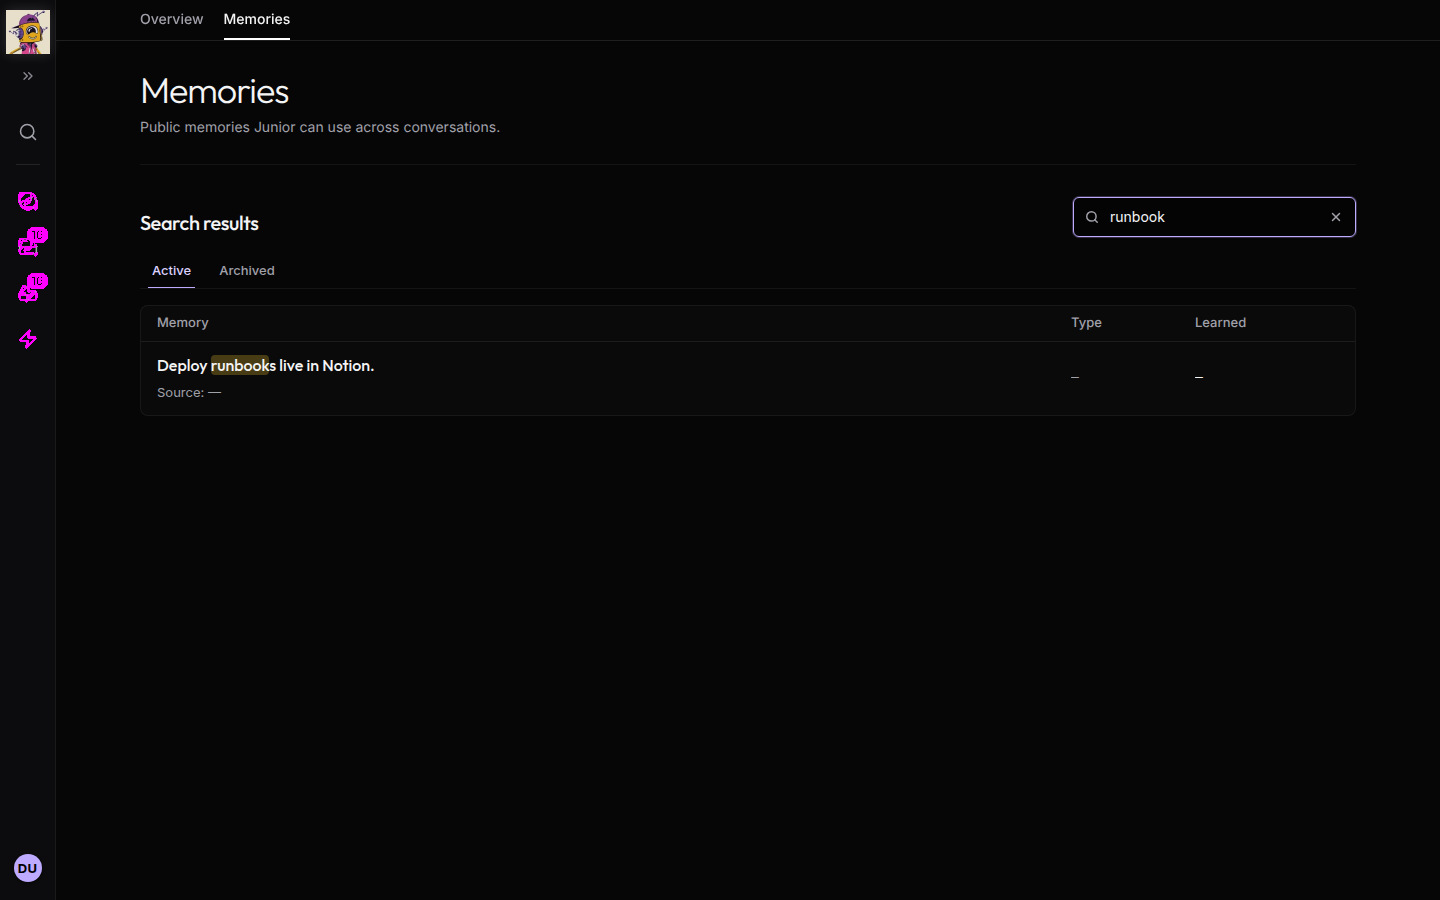 Overview Memories
Memories
Public memories Junior can use across conversations.
Search results
runbook
Active Archived
Memory Type Learned
Deploy runbooks live in Notion.
Source: —
– –
DU